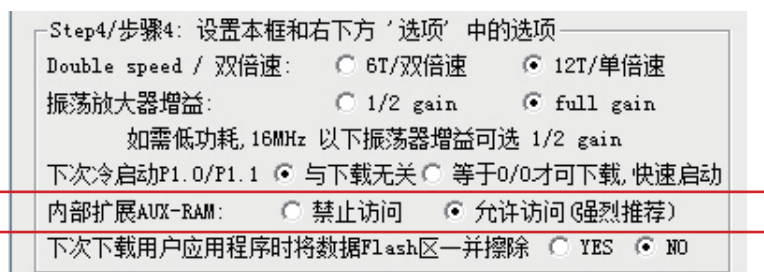 Step4/步骤4: 设置本框和右下方 '选项' 中的选项
Double speed / 双倍速: 6T/双倍速 12T/单倍速
振荡放大器增益: 1/2 gain full gain
如需低功耗,16MHz 以下振荡器增益可选 1/2 gain
下次冷启动P1.0/P1.1 与下载无关 等于0/0才可下载,快速启动
内部扩展AUX-RAM: 禁止访问 允许访问(强烈推荐)
下次下载用户应用程序时将数据Flash区一并擦除 YES NO